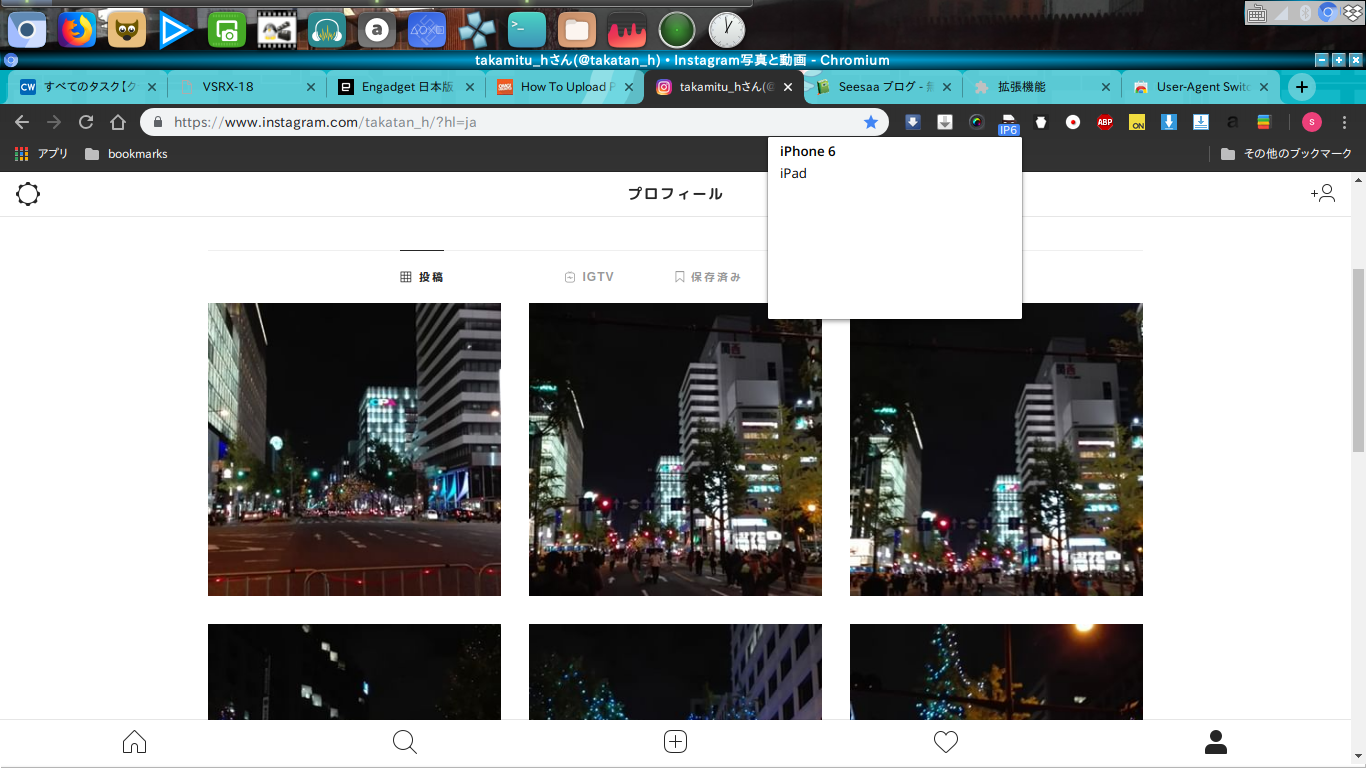 takamitu_hさん(@takatan_h) • Instagram写真と動画 - Chromium
CW すべてのタスク【ク
VSRX-18
Engadget 日本版
How To Upload P
takamitu_hさん(@
Seesaa ブログ - 無
拡張機能
User-Agent Switc
https://www.instagram.com/takatan_h/?hl=ja
IP6
ABP
ON
a
S
アプリ
bookmarks
その他のブックマーク
iPhone 6
iPad
プロフィール
投稿
IGTV
保存済み
関西
関西